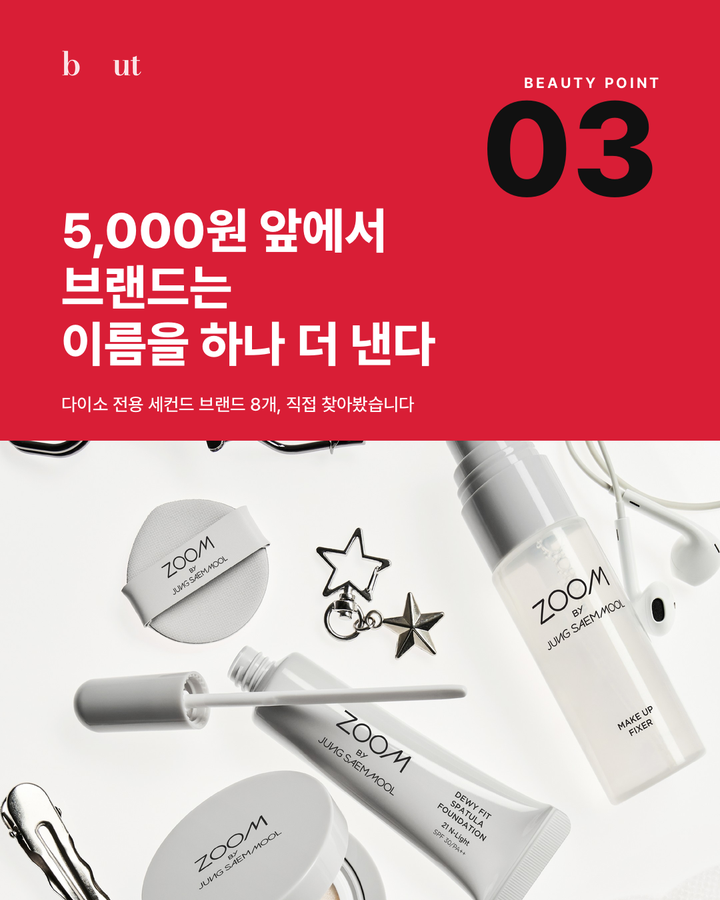 b ut
BEAUTY POINT
03
5,000원 앞에서
브랜드는
이름을 하나 더 낸다
다이소 전용 세컨드 브랜드 8개, 직접 찾아봤습니다
ZOOM
BY
JUNG SAEMMOOL
ZOOM
BY
JUNG SAEMMOOL
MAKE UP
FIXER
ZOOM
BY
JUNG SAEMMOOL
DEWY FIT
SPATULA
FOUNDATION
21 N-Light
SPF 30/PA++
ZOOM
BY
JUNG SAEMMOOL